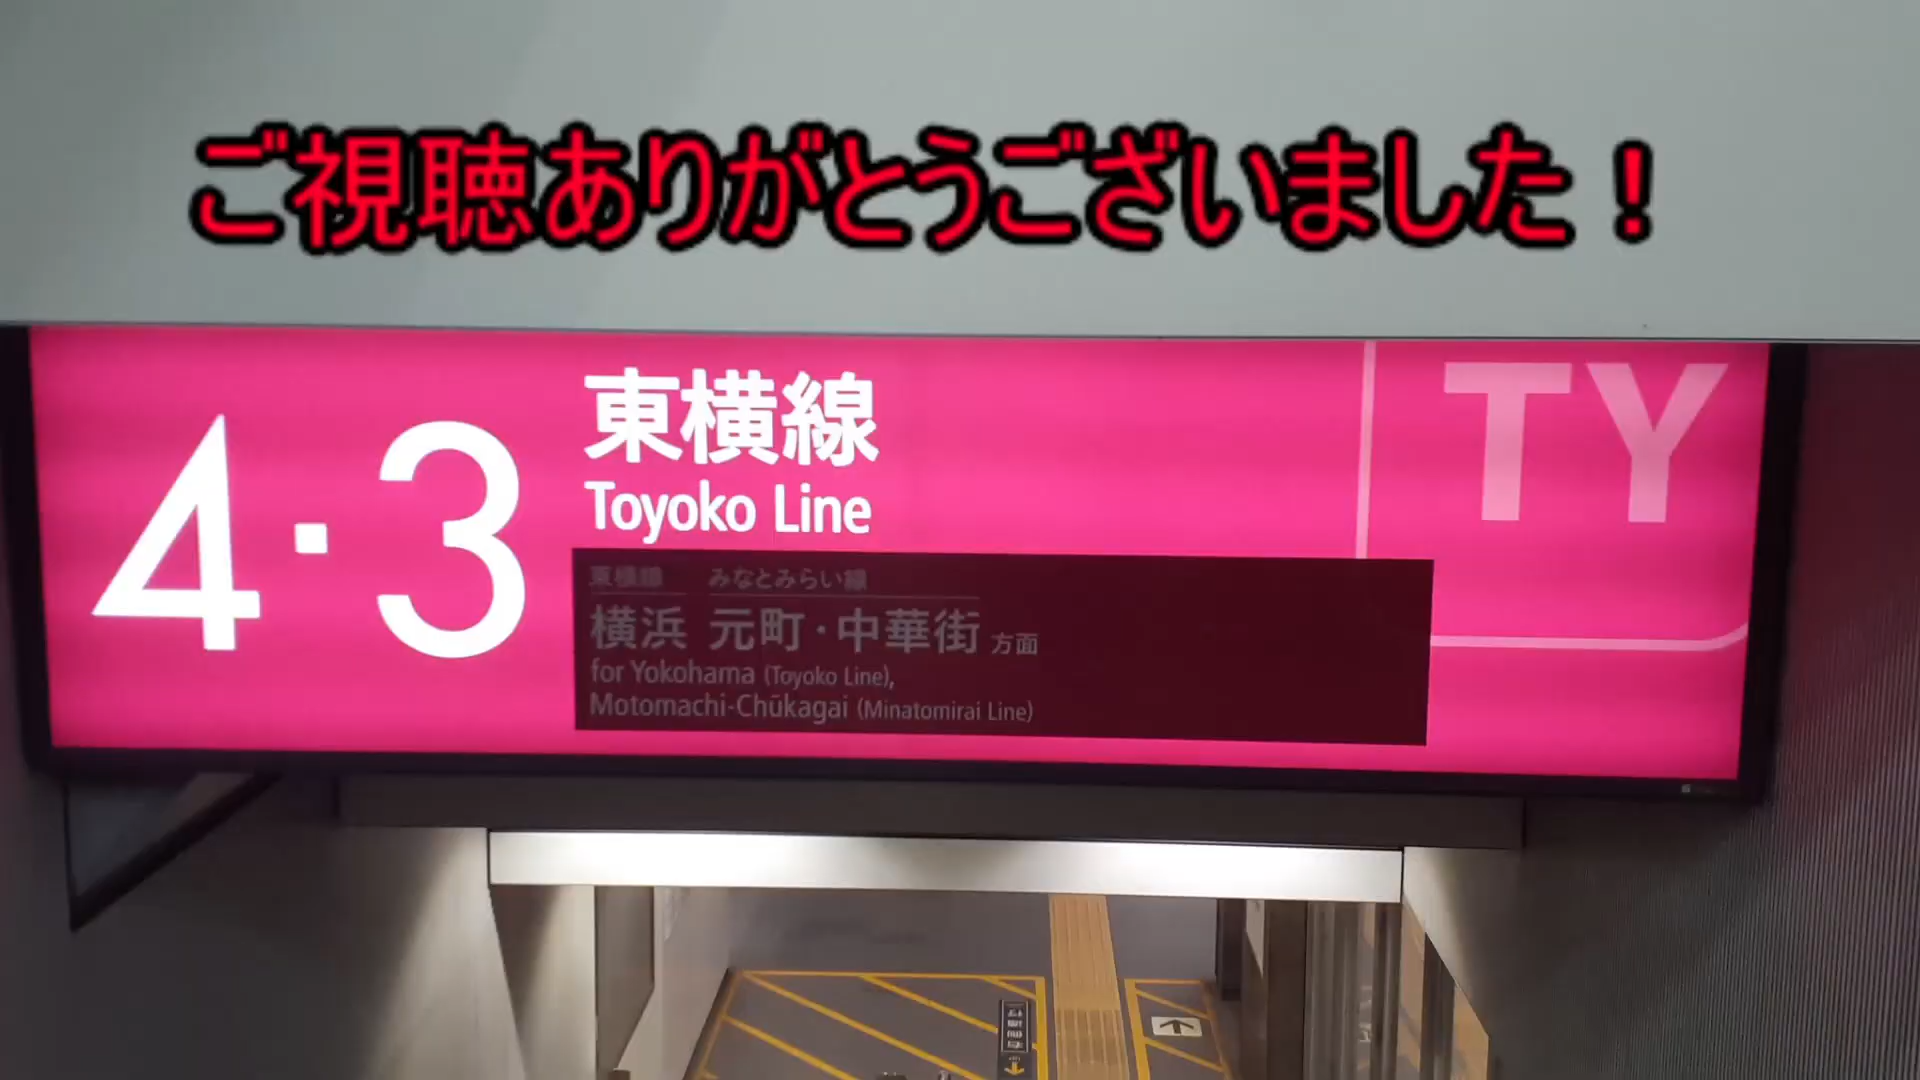 ご視聴ありがとうございました！
4・3
東横線
Toyoko Line
TY
東横線 みなとみらい線
横浜 元町・中華街 方面
for Yokohama (Toyoko Line),
Motomachi-Chūkagai (Minatomirai Line)